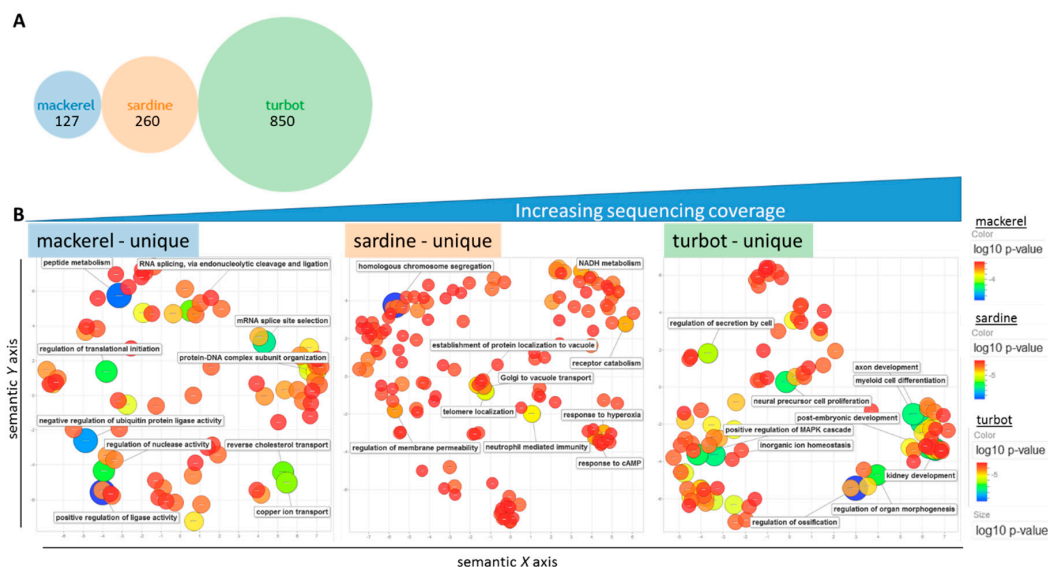 A
mackerel
127
sardine
260
turbot
850
B
Increasing sequencing coverage
mackerel - unique
sardine - unique
turbot - unique
peptide metabolism
RNA splicing, via endonucleolytic cleavage and ligation
mRNA splice site selection
regulation of translational initiation
protein-DNA complex subunit organization
negative regulation of ubiquitin protein ligase activity
regulation of nuclease activity
reverse cholesterol transport
positive regulation of ligase activity
copper ion transport
homologous chromosome segregation
NADH metabolism
establishment of protein localization to vacuole
receptor catabolism
Golgi to vacuole transport
telomere localization
response to hyperoxia
regulation of membrane permeability
neutrophil mediated immunity
response to cAMP
regulation of secretion by cell
axon development
myeloid cell differentiation
neural precursor cell proliferation
post-embryonic development
positive regulation of MAPK cascade
inorganic ion homeostasis
kidney development
regulation of organ morphogenesis
regulation of ossification
semantic Y axis
semantic X axis
mackerel
Color
log10 p-value
-4
sardine
Color
log10 p-value
-5
turbot
Color
log10 p-value
-5
Size
log10 p-value